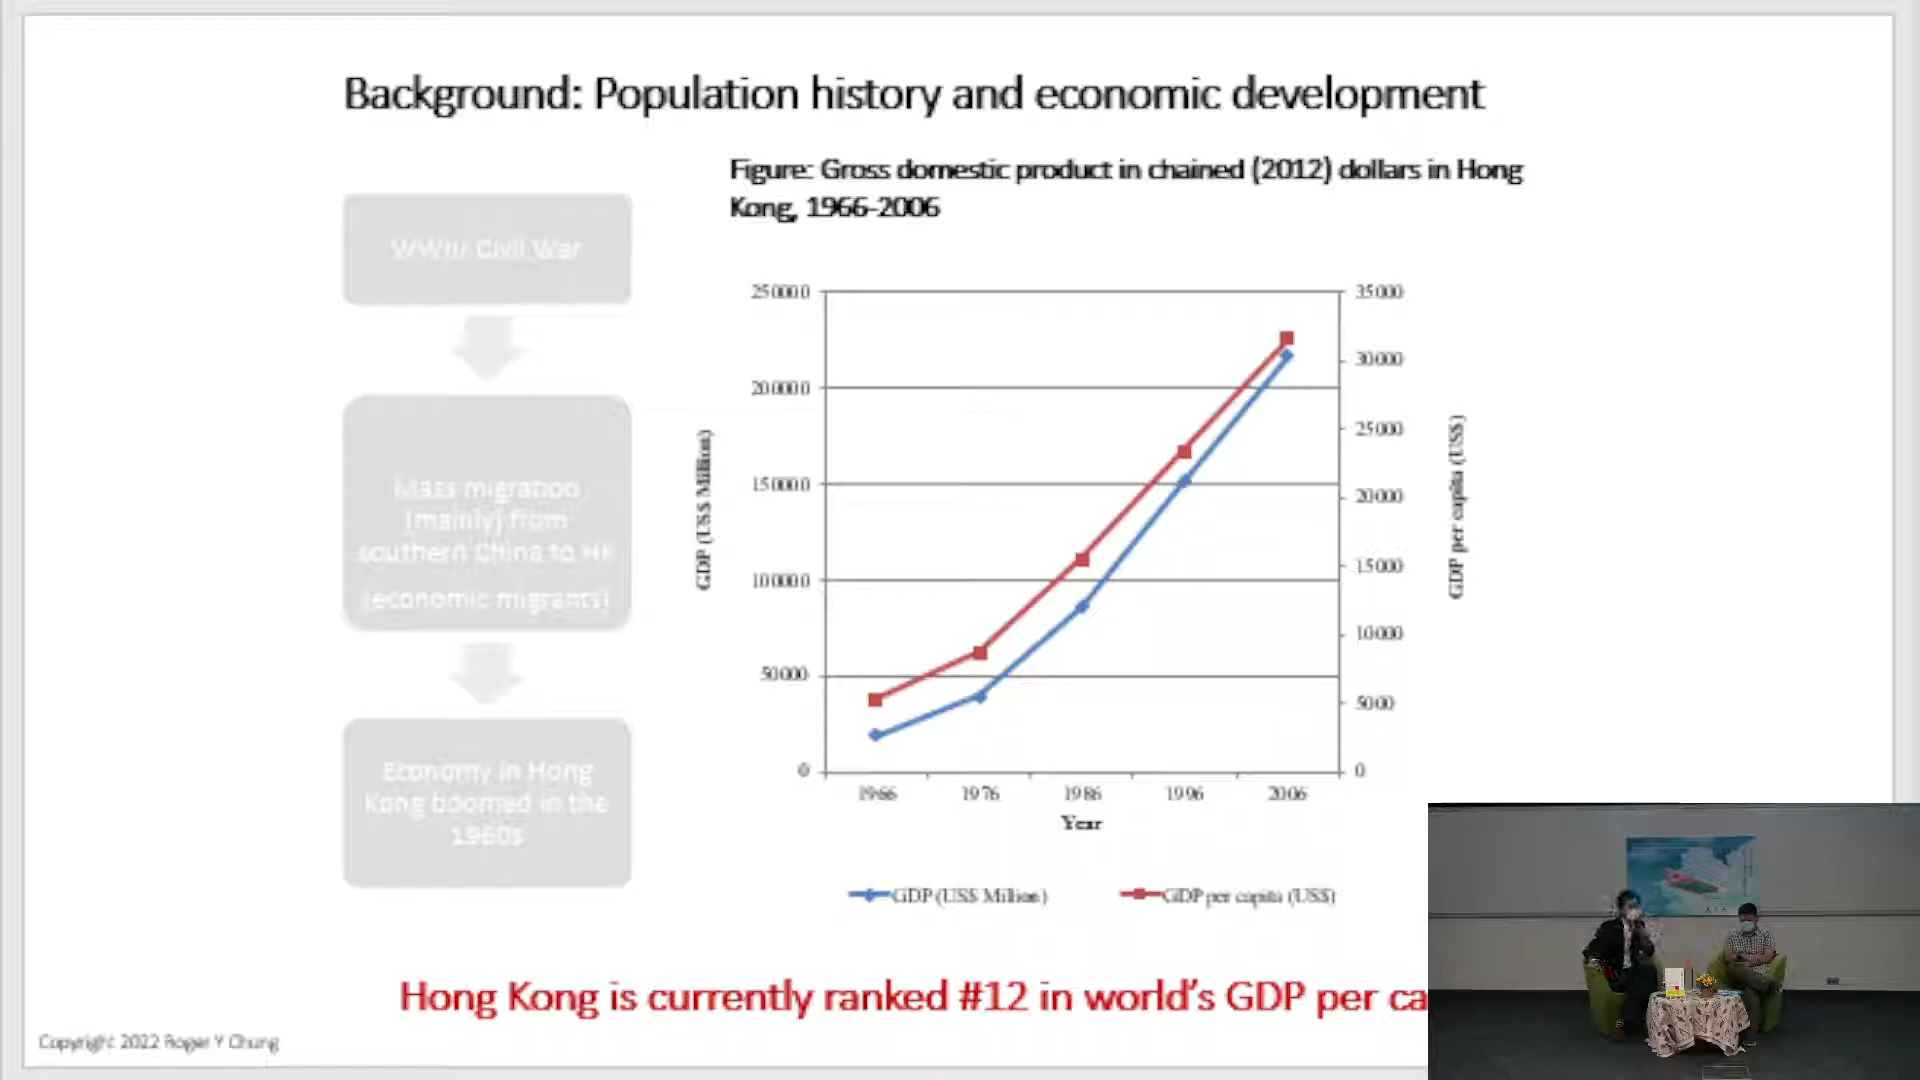 Background: Population history and economic development
Figure: Gross domestic product in chained (2012) dollars in Hong
Kong, 1966-2006
WWII/ Civil War
Mass migration
(mainly) from
southern China to HK
(economic migrants)
Economy in Hong
Kong boomed in the
1960s
GDP (US$ Million)
250000
200000
150000
100000
50000
0
35000
30000
25000
20000
15000
10000
5000
0
GDP per capita (US$)
1966 1976 1986 1996 2006
Year
GDP (US$ Million) GDP per capita (US$)
Hong Kong is currently ranked #12 in world's GDP per ca
Copyright 2022 Roger Y Chung